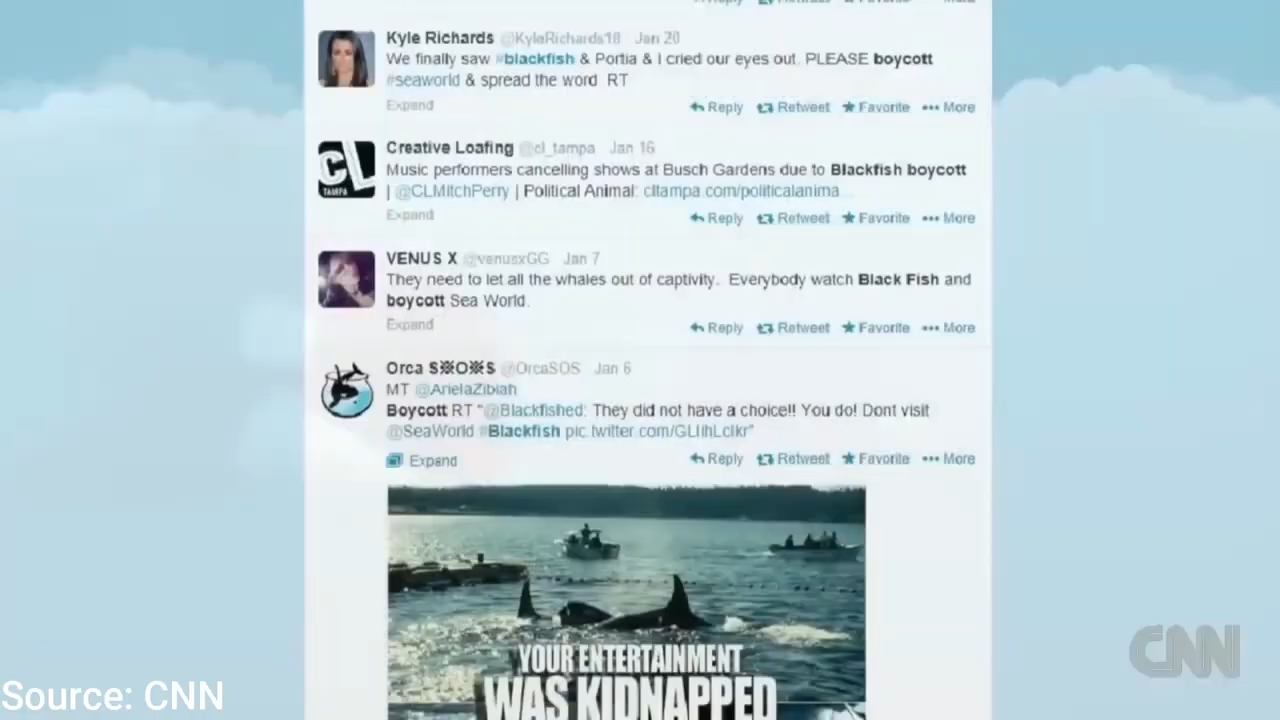 Kyle Richards @KyleRichards18 Jan 20
We finally saw #blackfish & Portia & I cried our eyes out. PLEASE boycott
#seaworld & spread the word RT
Expand
Reply Retweet Favorite More
CL
TAMPA
Creative Loafing @cl_tampa Jan 16
Music performers cancelling shows at Busch Gardens due to Blackfish boycott
| @CLMitchPerry | Political Animal: cltampa.com/politicalanima...
Expand
Reply Retweet Favorite More
VENUS X @venusxGG Jan 7
They need to let all the whales out of captivity. Everybody watch Black Fish and
boycott Sea World.
Expand
Reply Retweet Favorite More
Orca S※O※S @OrcaSOS Jan 6
MT @ArielaZibiah
Boycott RT "@Blackfished: They did not have a choice!! You do! Dont visit
@SeaWorld #Blackfish pic.twitter.com/GLIIhLcIkr"
Expand
Reply Retweet Favorite More
YOUR ENTERTAINMENT
WAS KIDNAPPED
CNN
Source: CNN